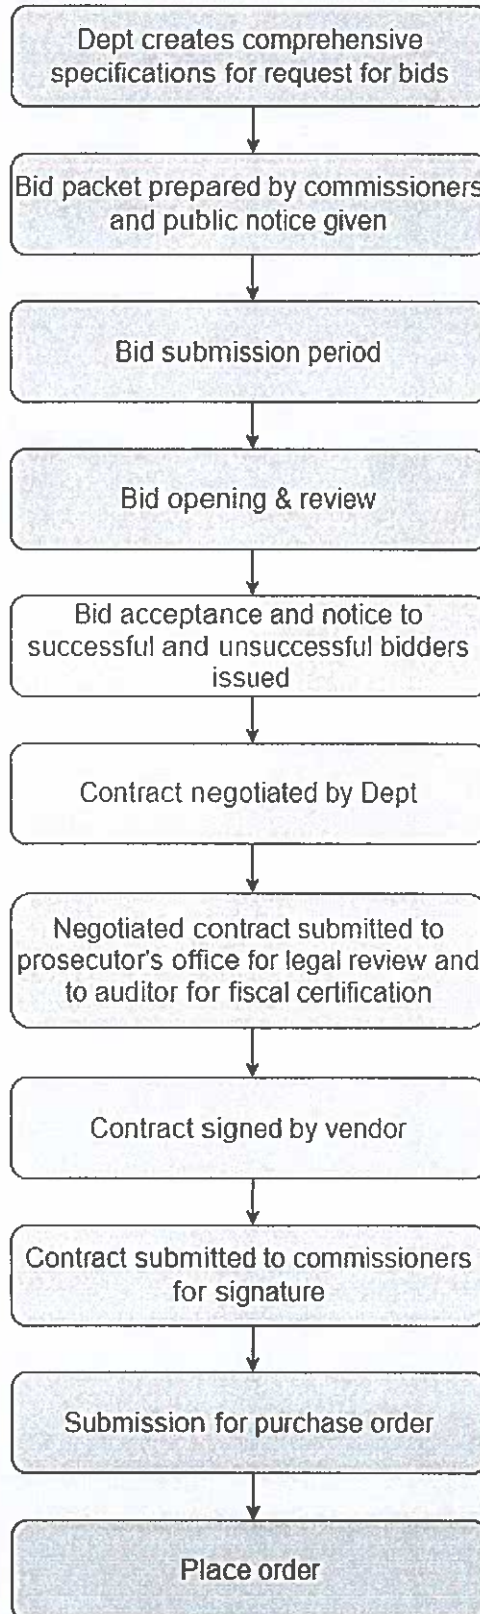 Dept creates comprehensive
specifications for request for bids
Bid packet prepared by commissioners
and public notice given
Bid submission period
Bid opening & review
Bid acceptance and notice to
successful and unsuccessful bidders
issued
Contract negotiated by Dept
Negotiated contract submitted to
prosecutor's office for legal review and
to auditor for fiscal certification
Contract signed by vendor
Contract submitted to commissioners
for signature
Submission for purchase order
Place order